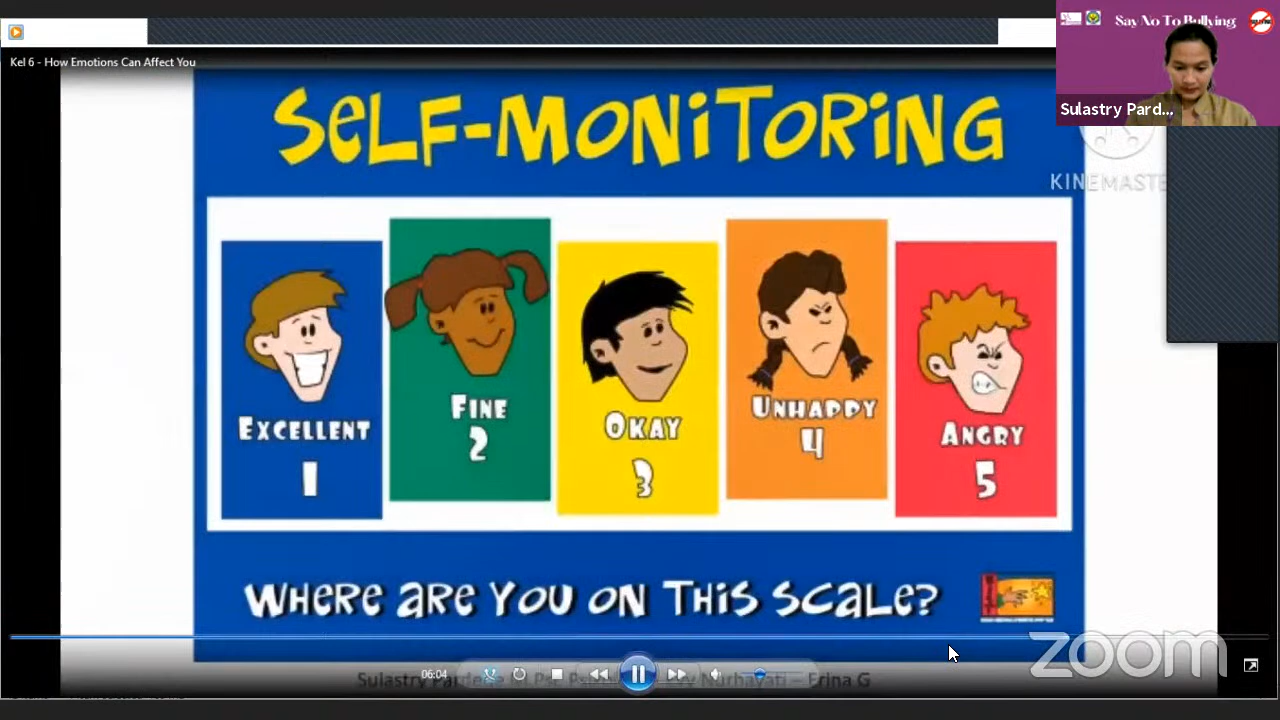 Say No To Bullying
Sulastry Pard...
Kel 6 - How Emotions Can Affect You
KINEMASTE
SELF-MONITORING
EXCELLENT
1
FINE
2
OKAY
3
UNHAPPY
4
ANGRY
5
WHERE ARE YOU ON THIS SCALE?
06:04
zoom